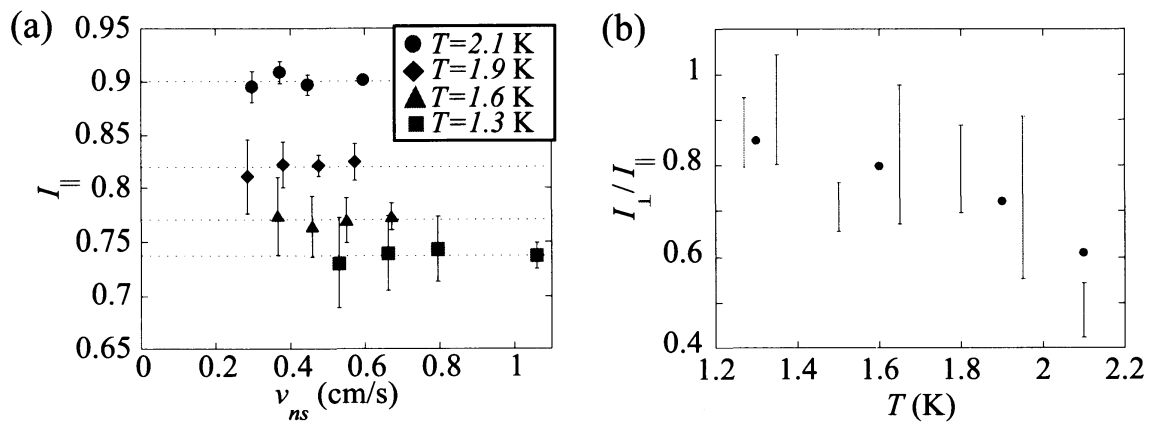 (a)
0.95
0.9
0.85
0.8
0.75
0.7
0.65
I∥
T=2.1 K
T=1.9 K
T=1.6 K
T=1.3 K
0 0.2 0.4 0.6 0.8 1
v_ns (cm/s)
(b)
1
0.8
0.6
0.4
I⊥/I∥
1.2 1.4 1.6 1.8 2 2.2
T (K)